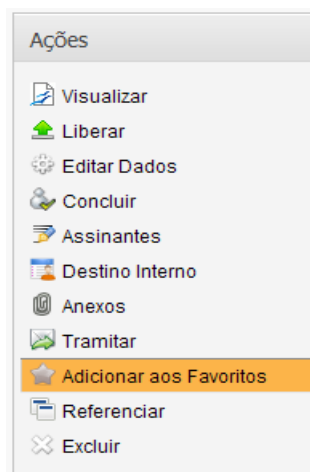 Ações
Visualizar
Liberar
Editar Dados
Concluir
Assinantes
Destino Interno
Anexos
Tramitar
Adicionar aos Favoritos
Referenciar
Excluir